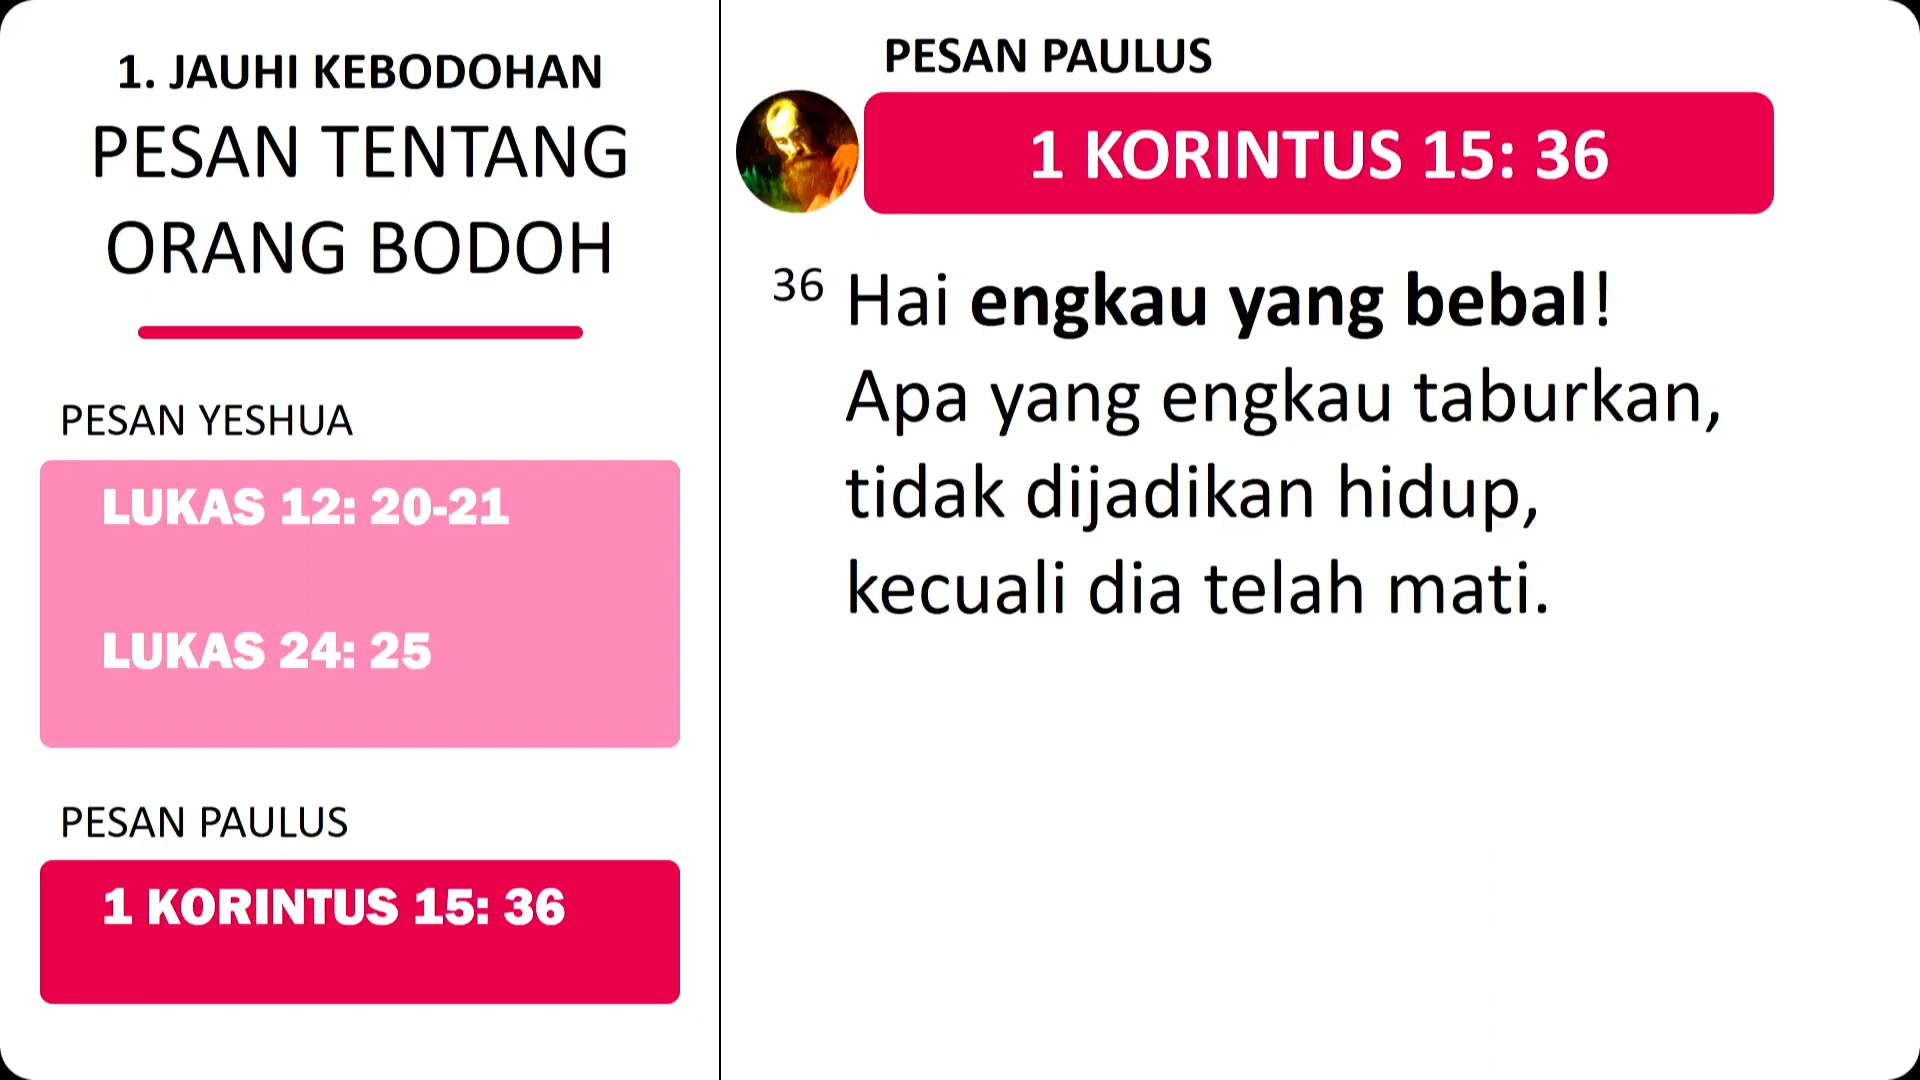 1. JAUHI KEBODOHAN
PESAN TENTANG
ORANG BODOH
PESAN YESHUA
LUKAS 12: 20-21
LUKAS 24: 25
PESAN PAULUS
1 KORINTUS 15: 36
PESAN PAULUS
1 KORINTUS 15: 36
36 Hai engkau yang bebal!
Apa yang engkau taburkan,
tidak dijadikan hidup,
kecuali dia telah mati.